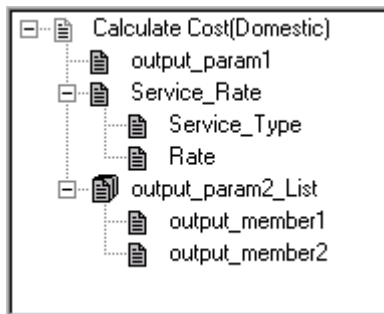 Calculate Cost(Domestic)
output_param1
Service_Rate
Service_Type
Rate
output_param2_List
output_member1
output_member2